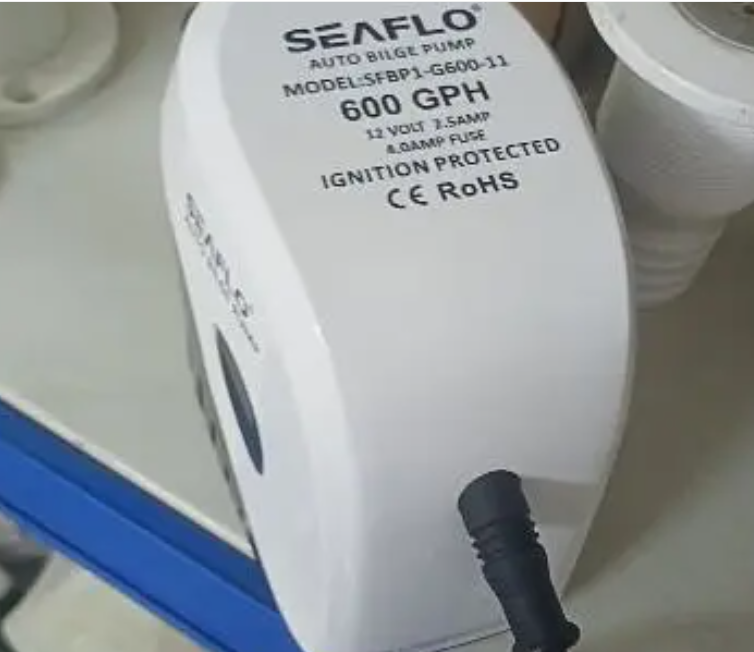 SEAFLO®
AUTO BILGE PUMP
MODEL:SFBP1-G600-11
600 GPH
12 VOLT 2.5AMP
4.0AMP FUSE
IGNITION PROTECTED
CE RoHS
SEAFLO